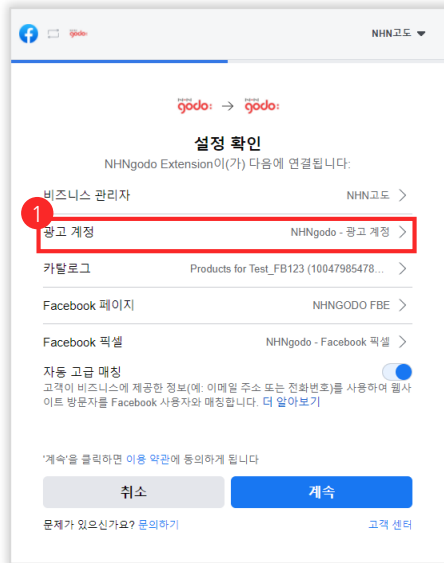 godo:
NHN고도
godo: → godo:
설정 확인
NHNgodo Extension이(가) 다음에 연결됩니다:
비즈니스 관리자 NHN고도
1
광고 계정 NHNgodo - 광고 계정
카탈로그 Products for Test_FB123 (10047985478...
Facebook 페이지 NHNGODO FBE
Facebook 픽셀 NHNgodo - Facebook 픽셀
자동 고급 매칭
고객이 비즈니스에 제공한 정보(예: 이메일 주소 또는 전화번호)를 사용하여 웹사
이트 방문자를 Facebook 사용자와 매칭합니다. 더 알아보기
'계속'을 클릭하면 이용 약관에 동의하게 됩니다
취소 계속
문제가 있으신가요? 문의하기 고객 센터